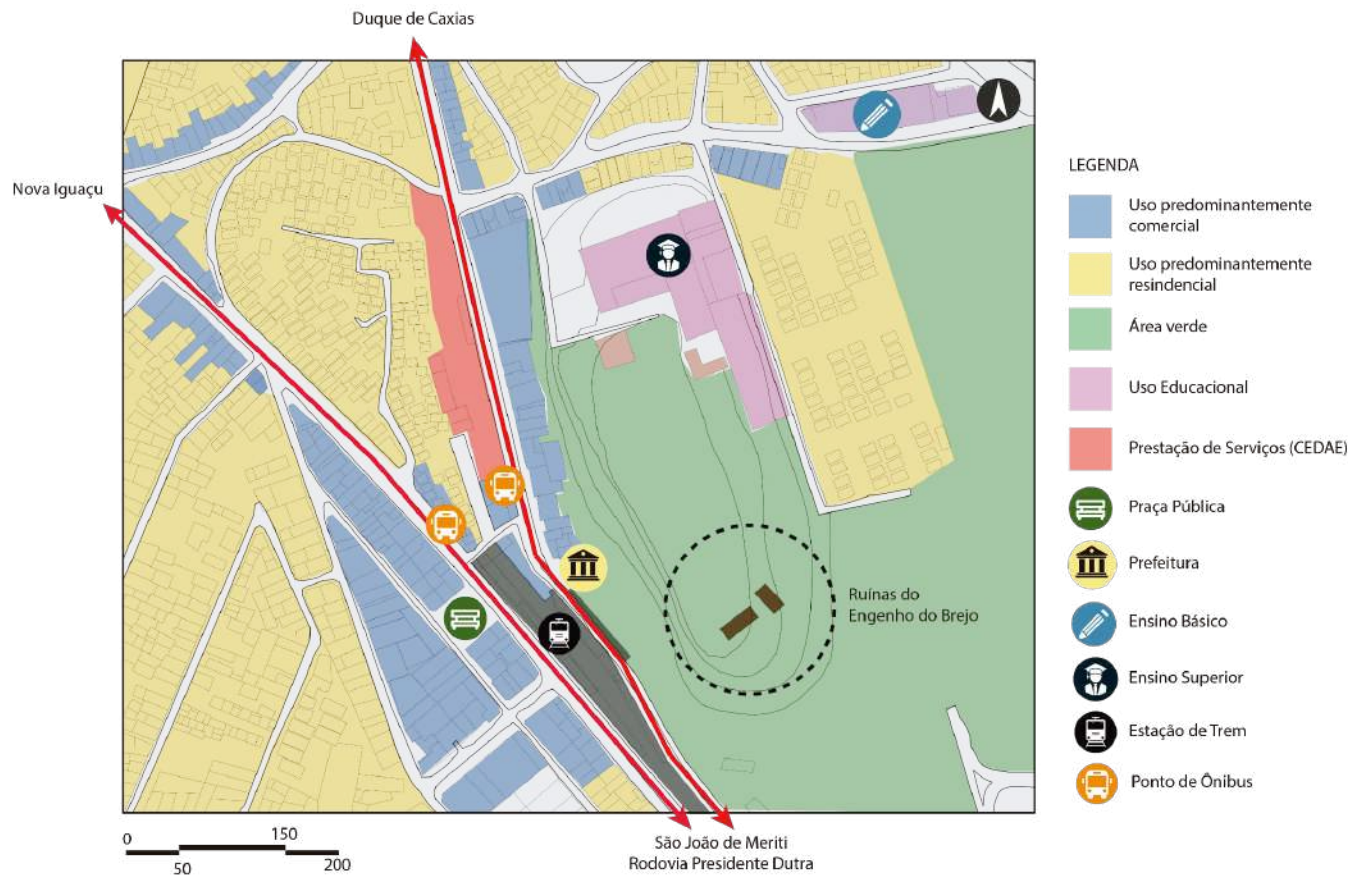 Duque de Caxias
Nova Iguaçu
LEGENDA
Uso predominantemente
comercial
Uso predominantemente
resindencial
Área verde
Uso Educacional
Prestação de Serviços (CEDAE)
Praça Pública
Prefeitura
Ensino Básico
Ensino Superior
Estação de Trem
Ponto de Ônibus
Ruínas do
Engenho do Brejo
São João de Meriti
Rodovia Presidente Dutra
0
150
50
200